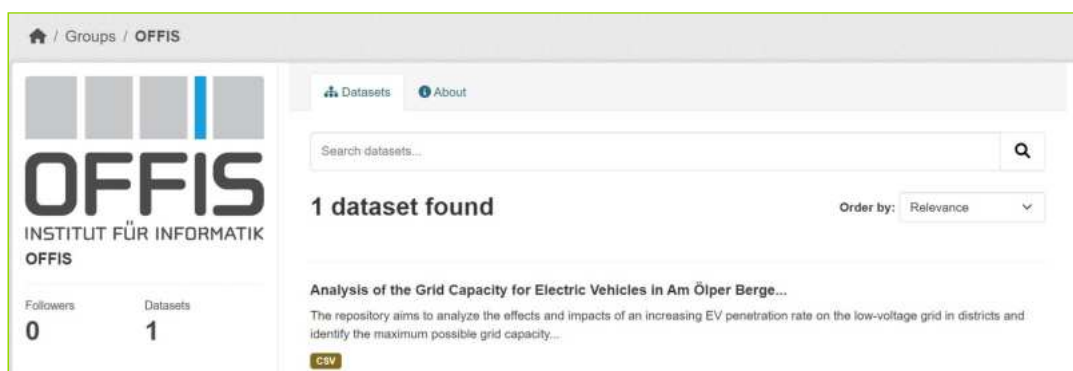 / Groups / OFFIS
OFFIS
INSTITUT FÜR INFORMATIK
OFFIS
Followers Datasets
0 1
Datasets About
Search datasets...
1 dataset found
Order by: Relevance
Analysis of the Grid Capacity for Electric Vehicles in Am Ölper Berge...
The repository aims to analyze the effects and impacts of an increasing EV penetration rate on the low-voltage grid in districts and
identify the maximum possible grid capacity...
CSV